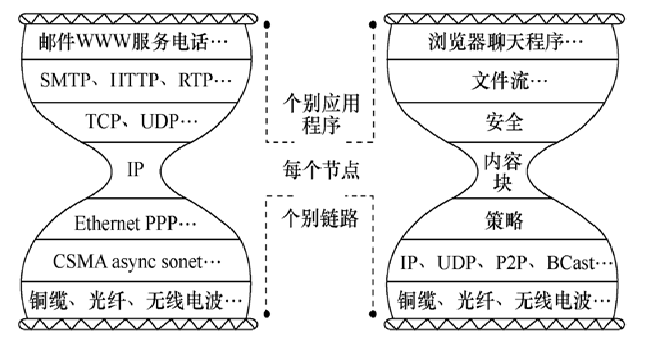 邮件WWW服务电话…
SMTP、HTTP、RTP…
TCP、UDP…
IP
Ethernet PPP…
CSMA async sonet…
铜缆、光纤、无线电波…
个别应用
程序
每个节点
个别链路
浏览器聊天程序…
文件流…
安全
内容
块
策略
IP、UDP、P2P、BCast…
铜缆、光纤、无线电波…